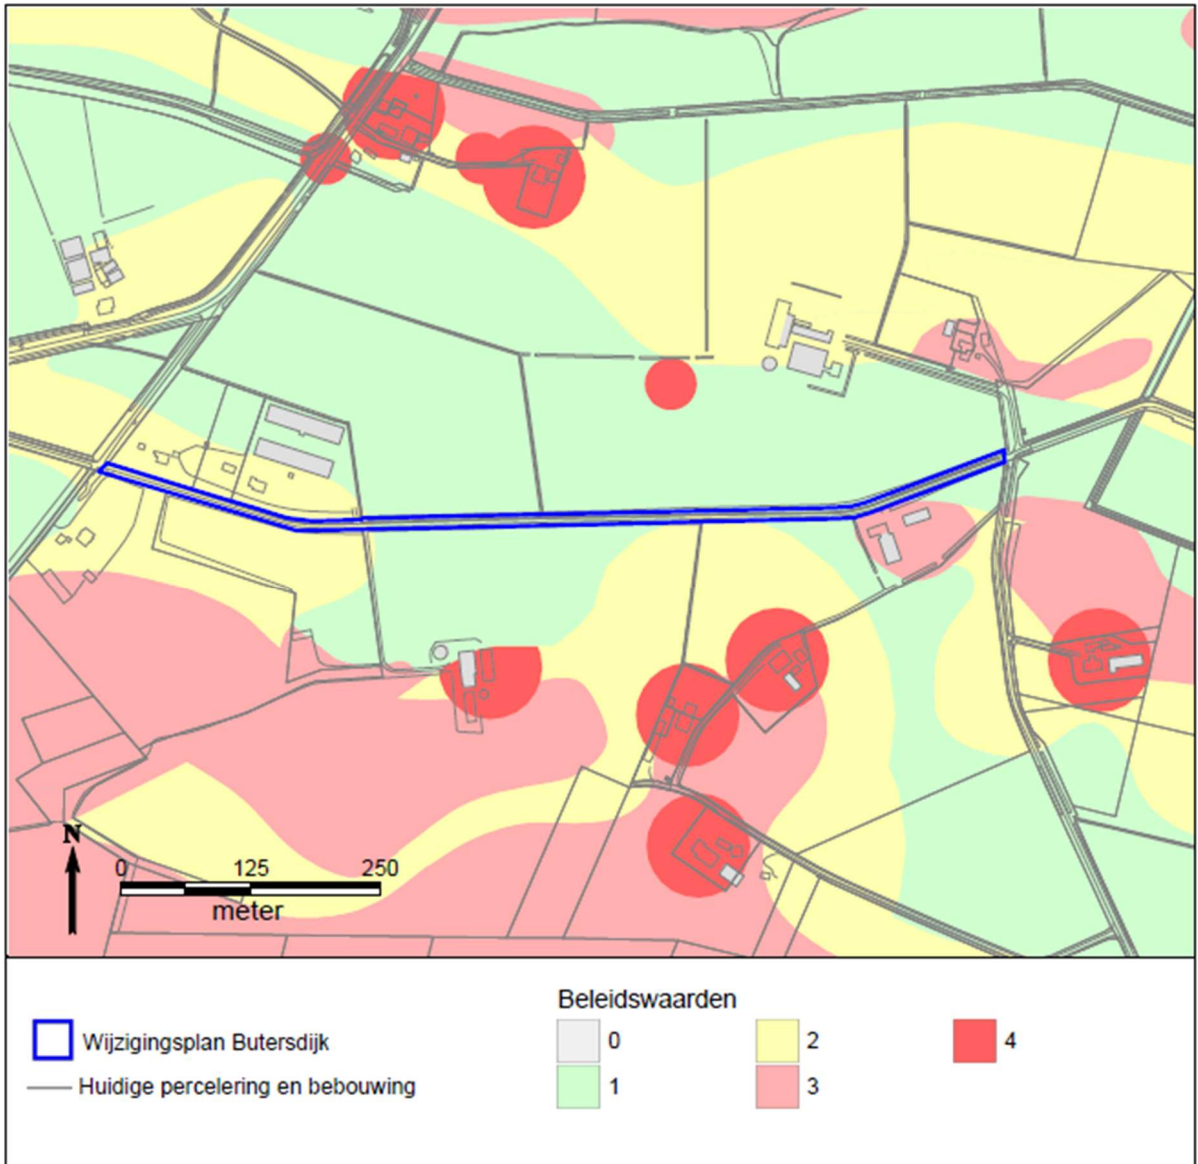 N
0 125 250
meter
Beleidswaarden
Wijzigingsplan Butersdijk
Huidige percelering en bebouwing
0 2 4
1 3